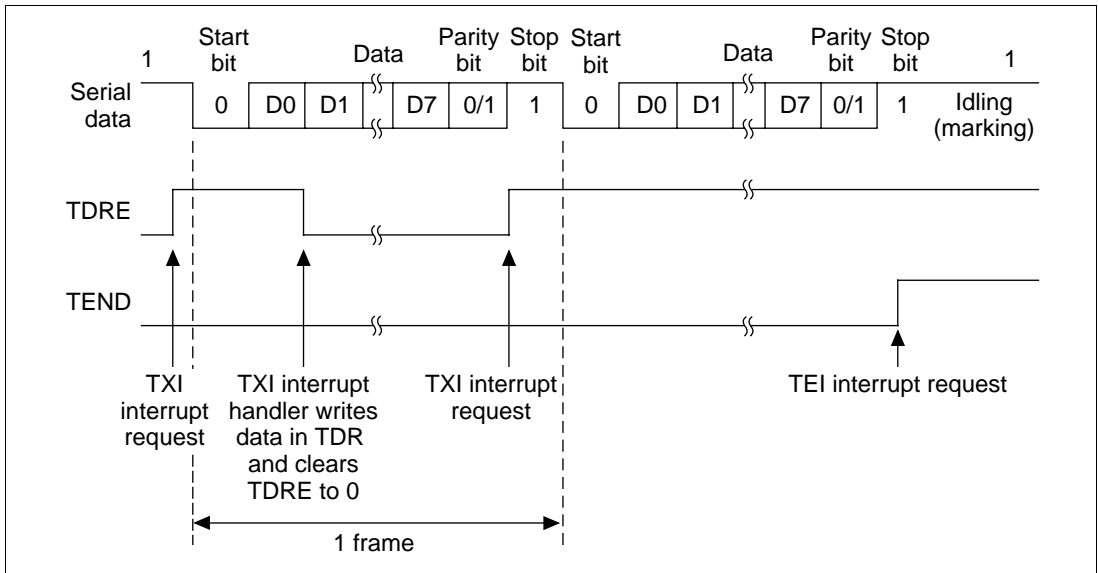 1
Start
bit
Data
Parity
bit
Stop
bit
Start
bit
Data
Parity
bit
Stop
bit
1
Serial
data
0 D0 D1 D7 0/1 1 0 D0 D1 D7 0/1 1
Idling
(marking)
TDRE
TEND
TXI
interrupt
request
TXI interrupt
handler writes
data in TDR
and clears
TDRE to 0
TXI interrupt
request
TEI interrupt request
1 frame